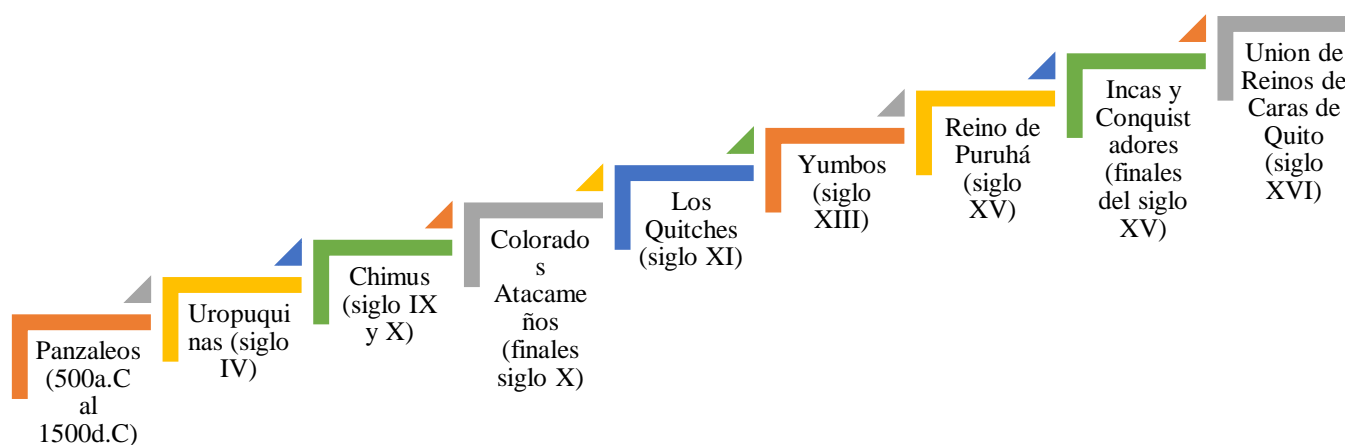 Panzaleos
(500a.C
al
1500d.C)
Uropuqui
nas (siglo
IV)
Chimus
(siglo IX
y X)
Colorado
s
Atacame
ños
(finales
siglo X)
Los
Quitches
(siglo XI)
Yumbos
(siglo
XIII)
Reino de
Puruhá
(siglo
XV)
Incas y
Conquist
adores
(finales
del siglo
XV)
Union de
Reinos de
Caras de
Quito
(siglo
XVI)